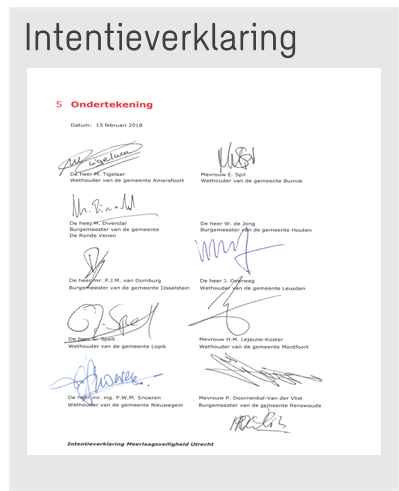 Intentieverklaring
5 Ondertekening
Datum: 15 februari 2018
De heer M. Tigelaar
Wethouder van de gemeente Amersfoort
Mevrouw E. Spil
Wethouder van de gemeente Bunnik
De heer M. Divendal
Burgemeester van de gemeente
De Ronde Venen
De heer W. de Jong
Burgemeester van de gemeente Houten
De heer mr. P.J.M. van Domburg
Burgemeester van de gemeente IJsselstein
De heer J. Overweg
Wethouder van de gemeente Leusden
De heer G. Spelt
Wethouder van de gemeente Lopik
Mevrouw H.M. Lejeune-Koster
Wethouder van de gemeente Montfoort
De heer mr. ing. P.W.M. Snoeren
Wethouder van de gemeente Nieuwegein
Mevrouw P. Doornenbal-Van der Vlist
Burgemeester van de gemeente Renswoude
Intentieverklaring Meerlaagsveiligheid Utrecht